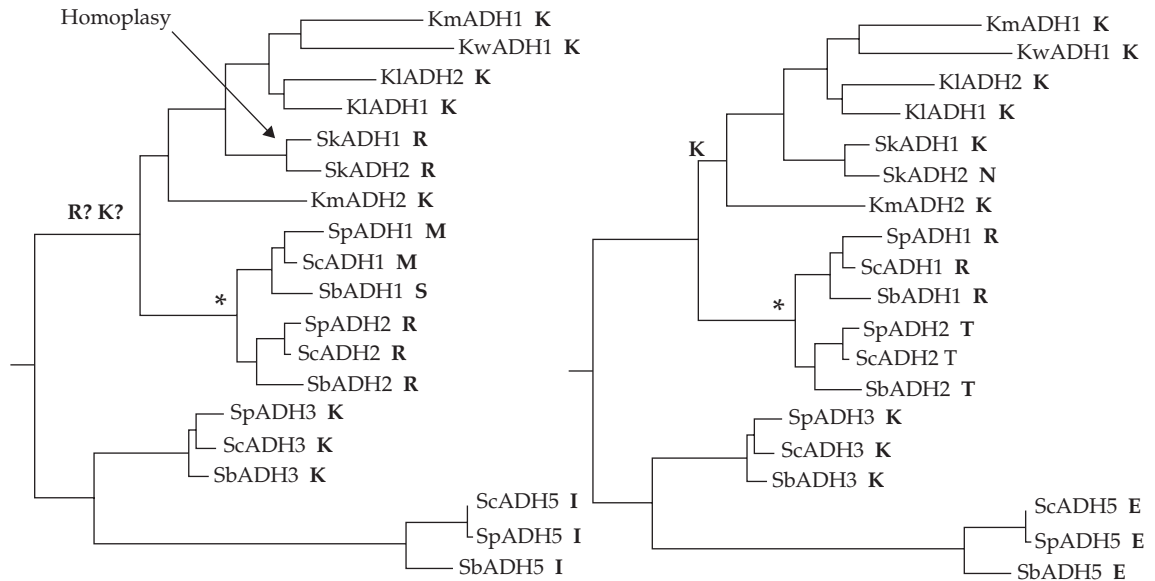 Homoplasy
KmADH1 K
KwADH1 K
KlADH2 K
KlADH1 K
SkADH1 R
SkADH2 R
KmADH2 K
R? K?
SpADH1 M
ScADH1 M
*
SbADH1 S
SpADH2 R
ScADH2 R
SbADH2 R
SpADH3 K
ScADH3 K
SbADH3 K
ScADH5 I
SpADH5 I
SbADH5 I
KmADH1 K
KwADH1 K
KlADH2 K
KlADH1 K
SkADH1 K
K
SkADH2 N
KmADH2 K
SpADH1 R
ScADH1 R
*
SbADH1 R
SpADH2 T
ScADH2 T
SbADH2 T
SpADH3 K
ScADH3 K
SbADH3 K
ScADH5 E
SpADH5 E
SbADH5 E